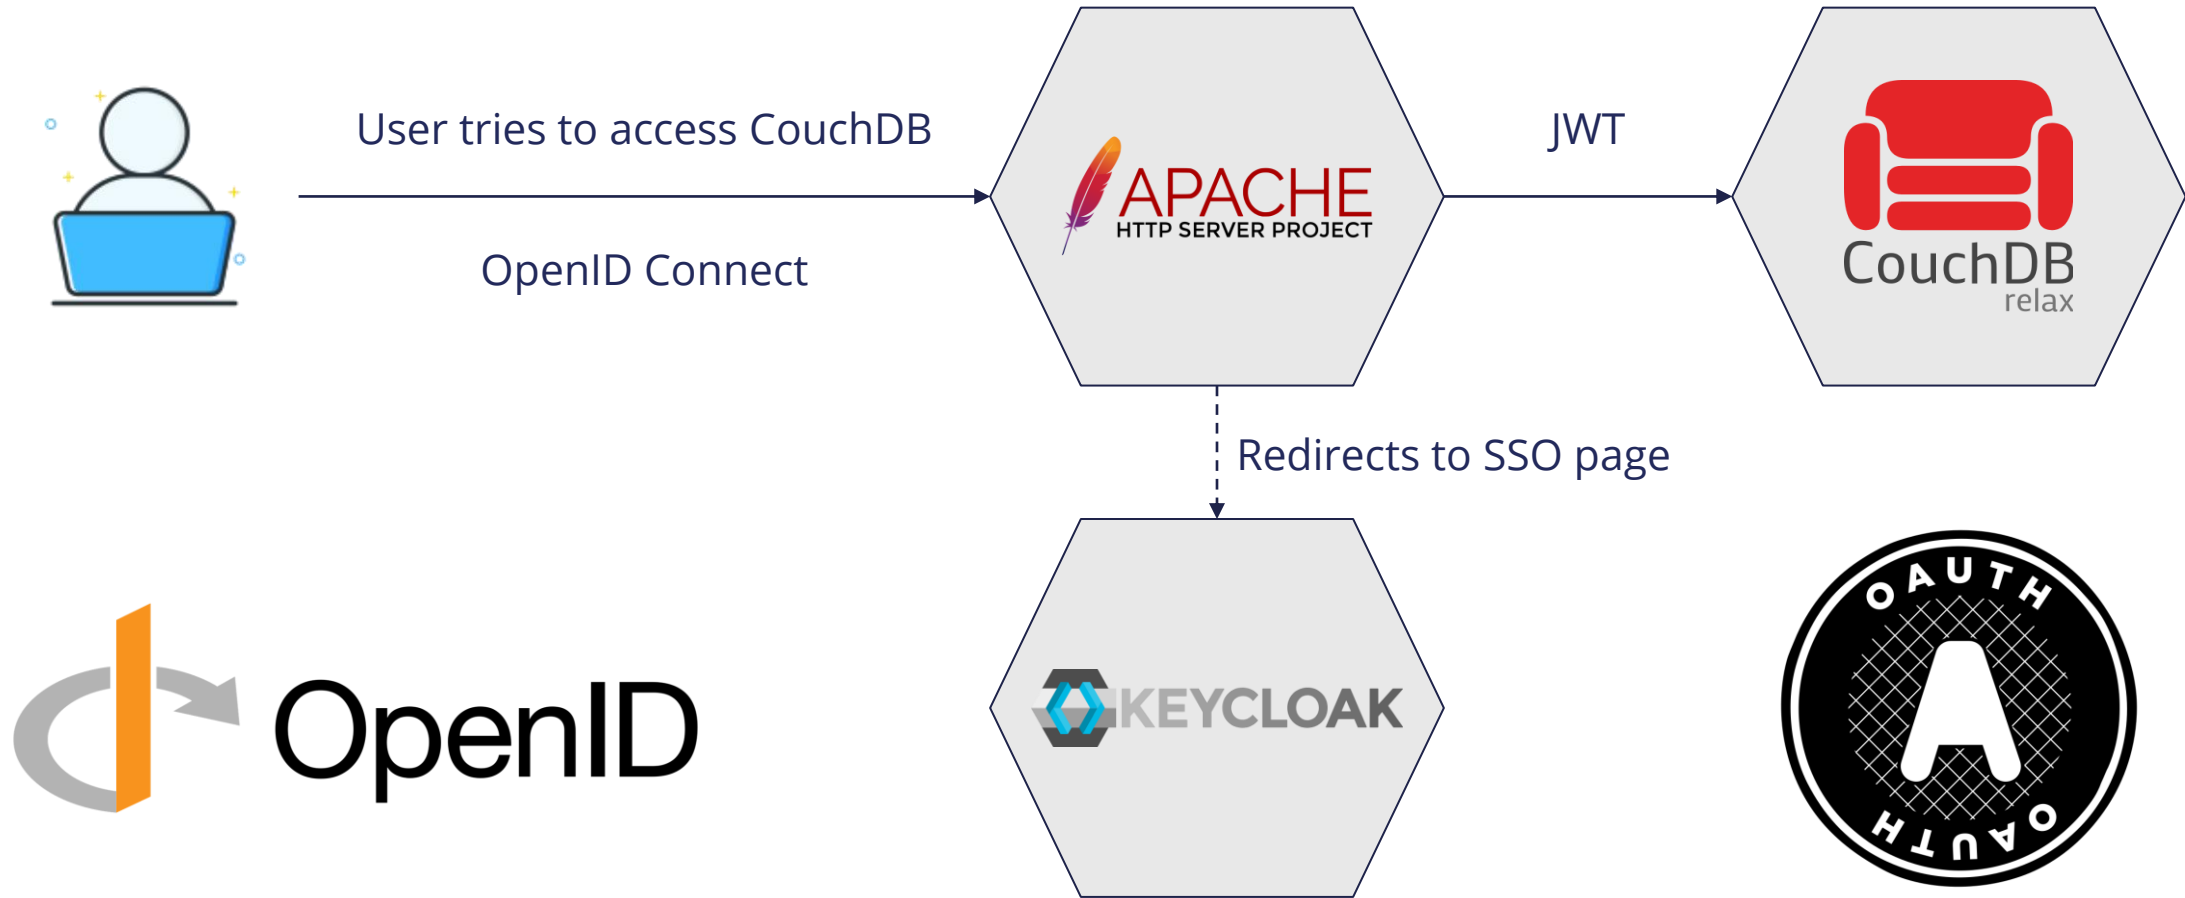 User tries to access CouchDB
OpenID Connect
APACHE
HTTP SERVER PROJECT
JWT
CouchDB
relax
Redirects to SSO page
OpenID
KEYCLOAK
OAUTH
OAUTH